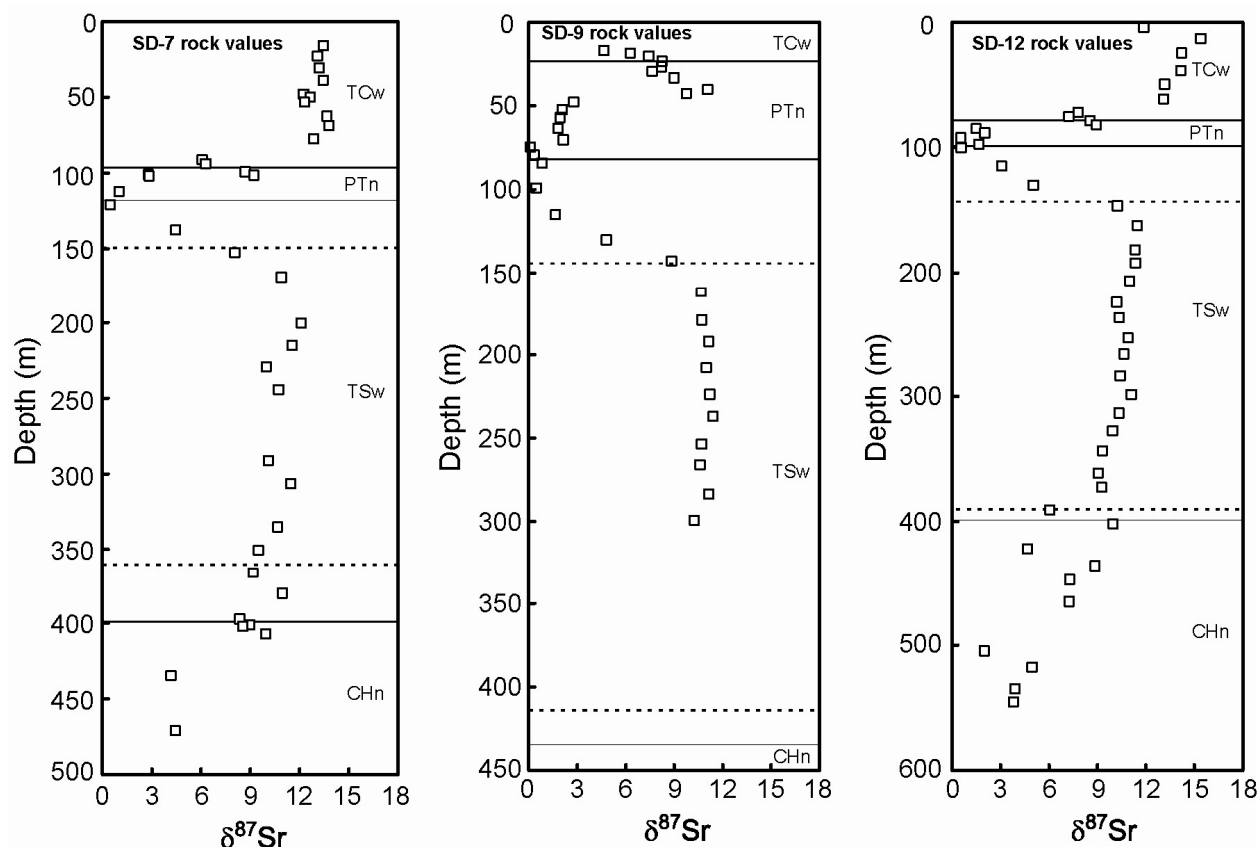 SD-7 rock values
TCw
PTn
TSw
CHn
0
50
100
150
200
250
300
350
400
450
500
Depth (m)
0 3 6 9 12 15 18
δ87Sr
SD-9 rock values
TCw
PTn
TSw
CHn
0
50
100
150
200
250
300
350
400
450
Depth (m)
0 3 6 9 12 15 18
δ87Sr
SD-12 rock values
TCw
PTn
TSw
CHn
0
100
200
300
400
500
600
Depth (m)
0 3 6 9 12 15 18
δ87Sr